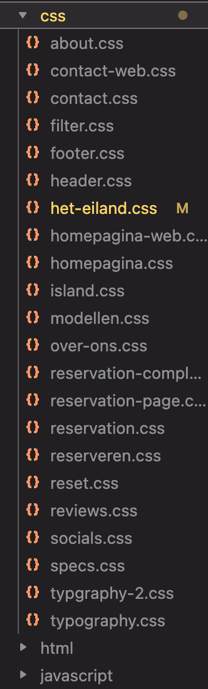 css
{} about.css
{} contact-web.css
{} contact.css
{} filter.css
{} footer.css
{} header.css
{} het-eiland.css M
{} homepagina-web.c...
{} homepagina.css
{} island.css
{} modellen.css
{} over-ons.css
{} reservation-compl...
{} reservation-page.c...
{} reservation.css
{} reserveren.css
{} reset.css
{} reviews.css
{} socials.css
{} specs.css
{} typgraphy-2.css
{} typography.css
html
javascript